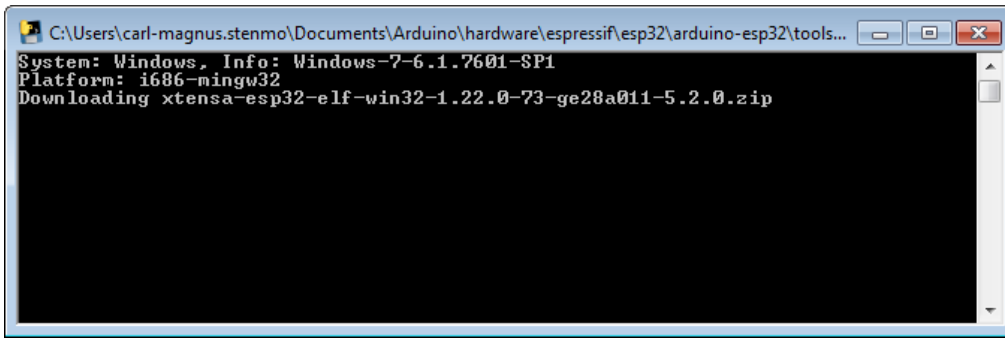 C:\Users\carl-magnus.stenmo\Documents\Arduino\hardware\espressif\esp32\arduino-esp32\tools...
System: Windows, Info: Windows-7-6.1.7601-SP1
Platform: i686-mingw32
Downloading xtensa-esp32-elf-win32-1.22.0-73-ge28a011-5.2.0.zip